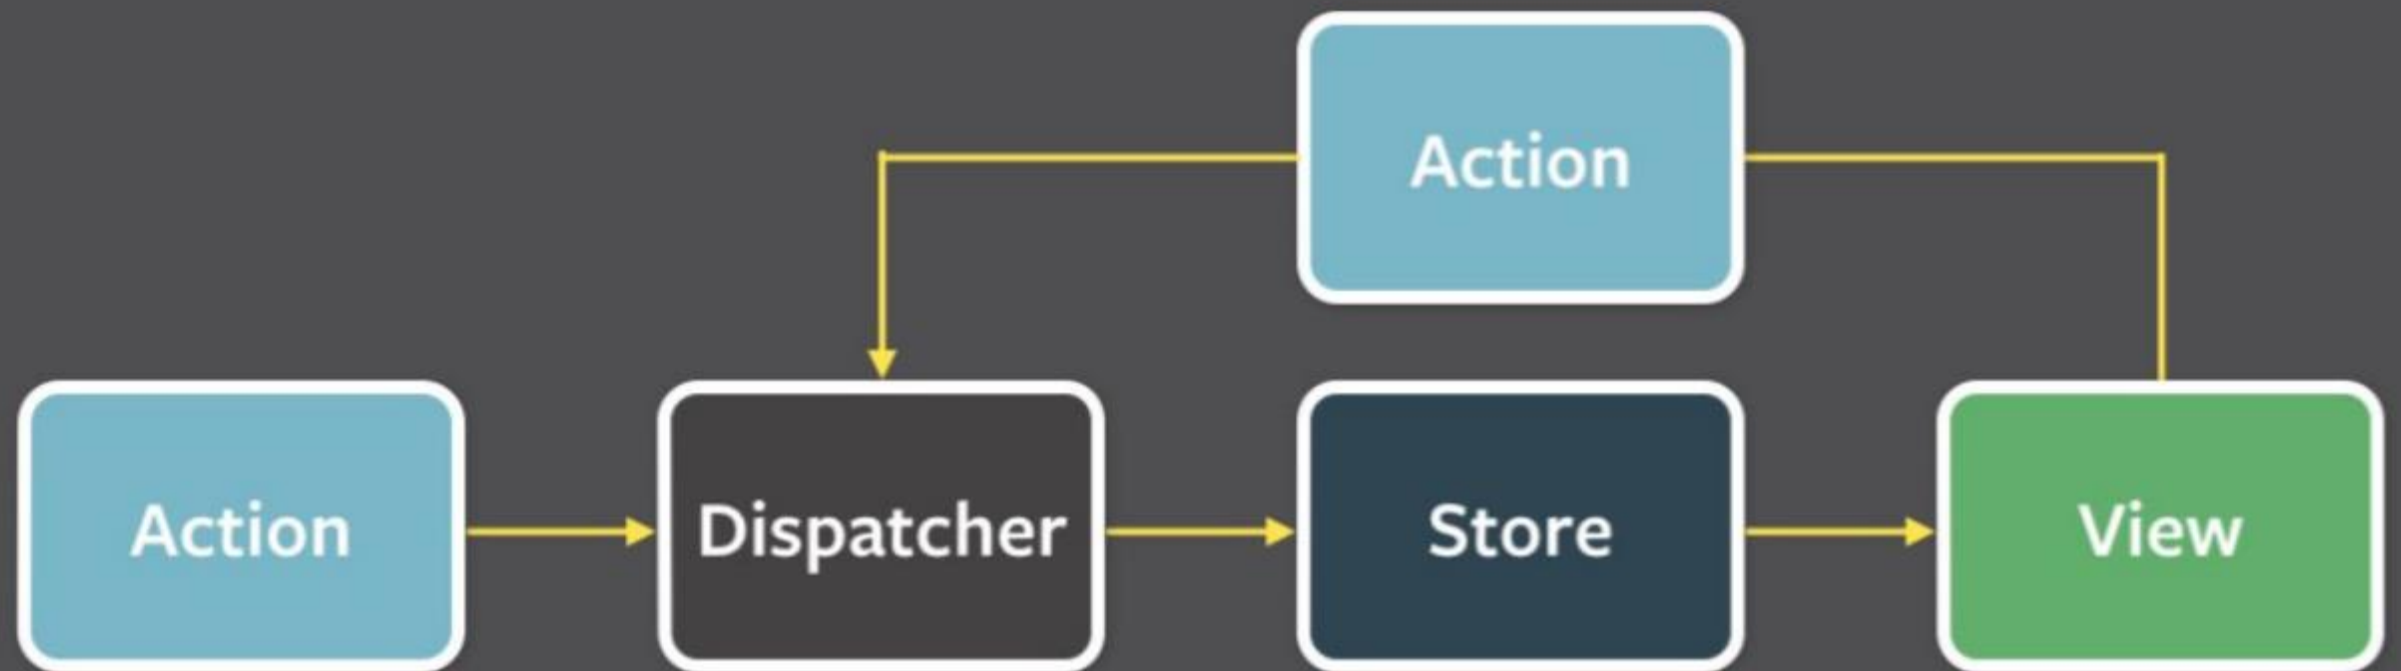 Action
Action
Dispatcher
Store
View